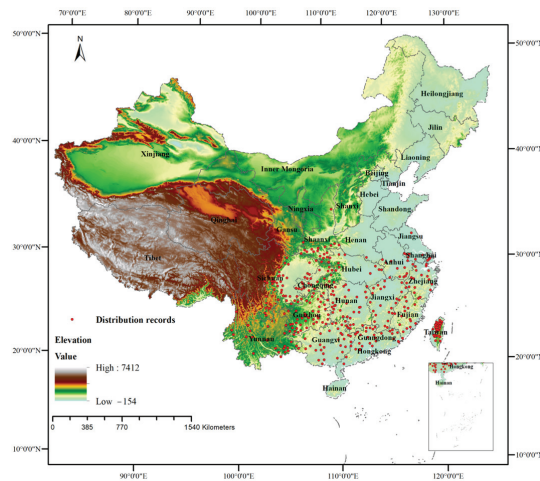 70°0'0"E 80°0'0"E 90°0'0"E 100°0'0"E 110°0'0"E 120°0'0"E 130°0'0"E
50°0'0"N
50°0'0"N
N
Heilongjiang
Jilin
40°0'0"N
40°0'0"N
Liaoning
Xinjiang
Inner Mongoria
Beijing
Tianjin
Hebei
Ningxia
Shanxi
Shandong
Qinghai
Gansu
Jiangsu
Shaanxi
Henan
30°0'0"N
30°0'0"N
Tibet
Shanghai
Anhui
Hubei
Sichuan
Zhejiang
Chongqing
Hunan
Jiangxi
Guizhou
Fujian
Distribution records
Taiwan
Elevation
Yunnan
Guangxi
Guangdong
Hongkong
Value
20°0'0"N
20°0'0"N
High : 7412
Hongkong
Hainan
Hainan
Low −154
0 385 770 1540 Kilometers
10°0'0"N
10°0'0"N
90°0'0"E 100°0'0"E 110°0'0"E 120°0'0"E